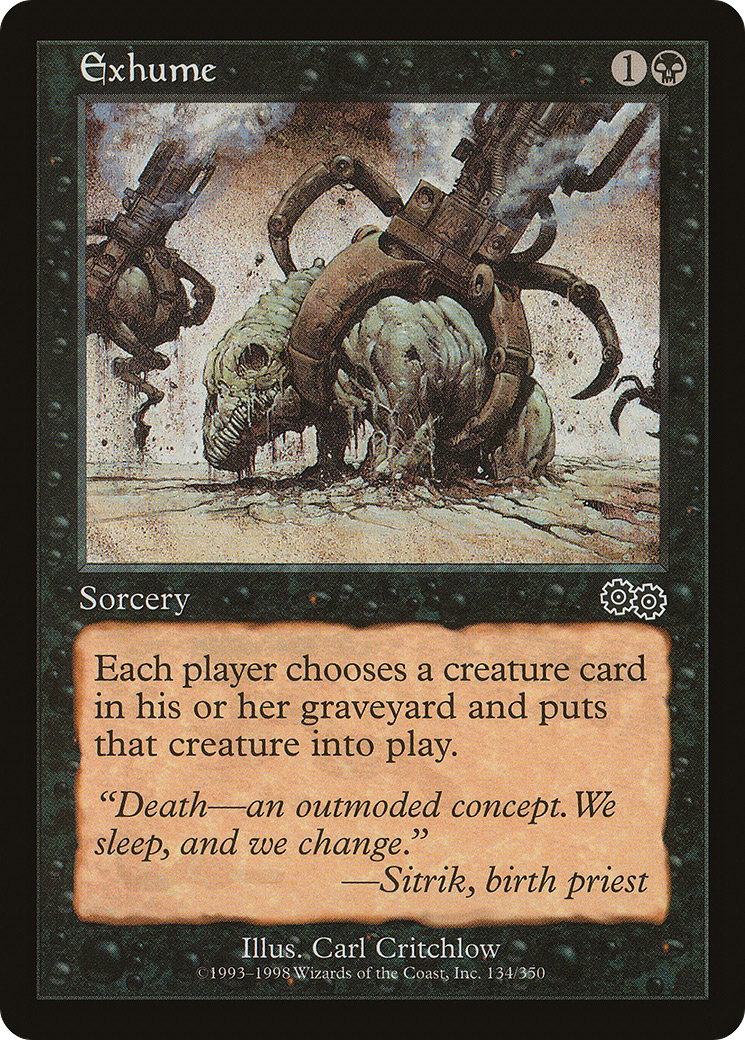 Exhume
1
Sorcery
Each player chooses a creature card
in his or her graveyard and puts
that creature into play.
“Death—an outmoded concept. We
sleep, and we change.”
—Sitrik, birth priest
Illus. Carl Critchlow
©1993–1998 Wizards of the Coast, Inc. 134/350